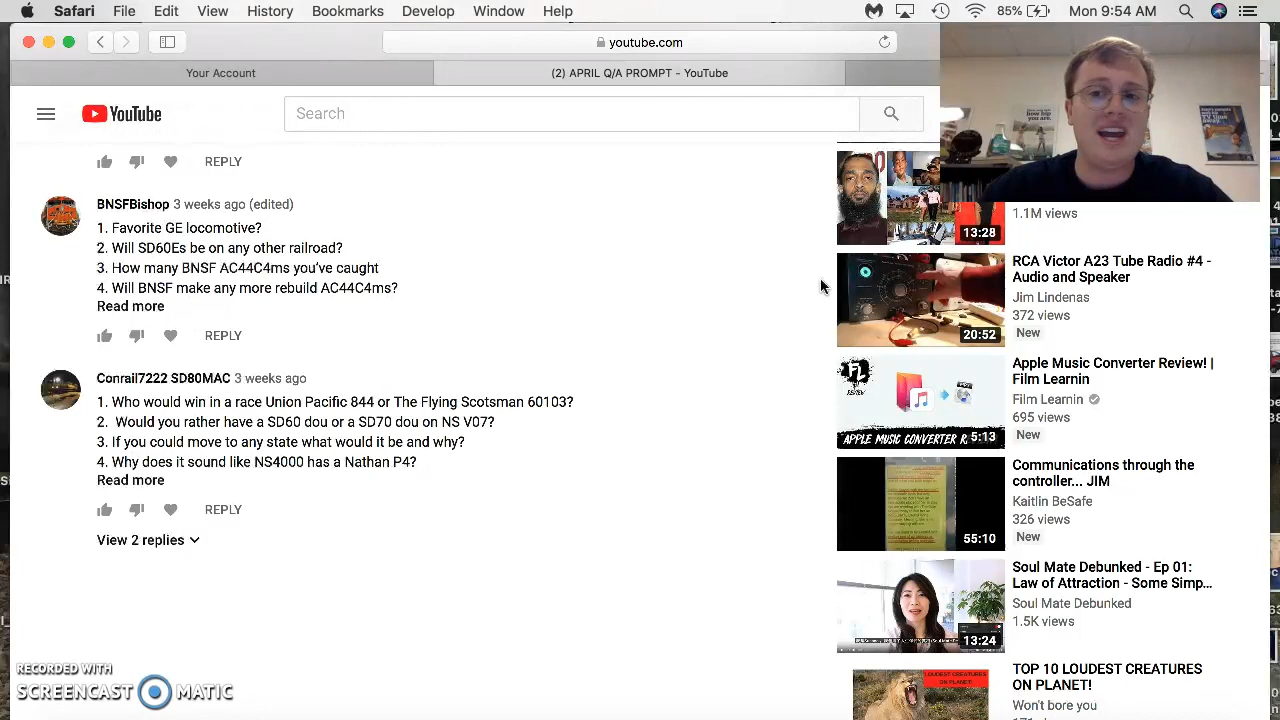 Safari File Edit View History Bookmarks Develop Window Help 85% Mon 9:54 AM
youtube.com
Your Account (2) APRIL Q/A PROMPT - YouTube
YouTube Search
REPLY
BNSFBishop 3 weeks ago (edited)
1. Favorite GE locomotive?
2. Will SD60Es be on any other railroad?
3. How many BNSF AC44C4ms you've caught
4. Will BNSF make any more rebuild AC44C4ms?
Read more
REPLY
Conrail7222 SD80MAC 3 weeks ago
1. Who would win in a race Union Pacific 844 or The Flying Scotsman 60103?
2. Would you rather have a SD60 dou or a SD70 dou on NS V07?
3. If you could move to any state what would it be and why?
4. Why does it sound like NS4000 has a Nathan P4?
Read more
REPLY
View 2 replies
1.1M views
13:28
RCA Victor A23 Tube Radio #4 -
Audio and Speaker
Jim Lindenas
372 views
New
20:52
Apple Music Converter Review! |
Film Learnin
Film Learnin
695 views
New
FL
REVIEW
APPLE MUSIC CONVERTER R
5:13
Communications through the
controller... JIM
Kaitlin BeSafe
326 views
New
55:10
Soul Mate Debunked - Ep 01:
Law of Attraction - Some Simp...
Soul Mate Debunked
1.5K views
13:24
TOP 10 LOUDEST CREATURES
ON PLANET!
Won't bore you
LOUDEST CREATURES
ON PLANET!
RECORDED WITH
SCREENCAST MATIC